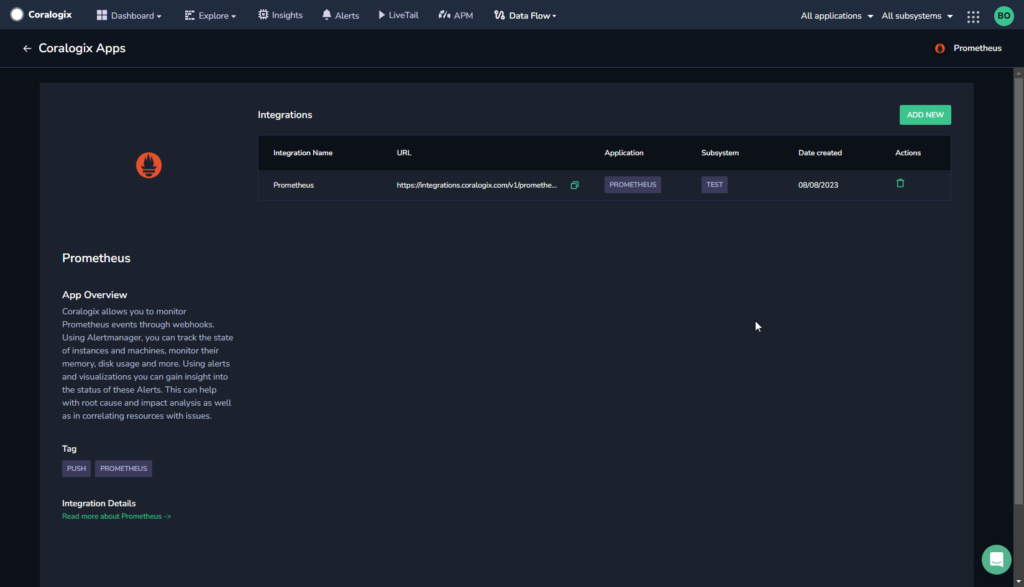 Coralogix
Dashboard
Explore
Insights
Alerts
LiveTail
APM
Data Flow
All applications
All subsystems
BO
← Coralogix Apps
Prometheus
Integrations
ADD NEW
Integration Name URL Application Subsystem Date created Actions
Prometheus https://integrations.coralogix.com/v1/promethe... PROMETHEUS TEST 08/08/2023
Prometheus
App Overview
Coralogix allows you to monitor
Prometheus events through webhooks.
Using Alertmanager, you can track the state
of instances and machines, monitor their
memory, disk usage and more. Using alerts
and visualizations you can gain insight into
the status of these Alerts. This can help
with root cause and impact analysis as well
as in correlating resources with issues.
Tag
PUSH PROMETHEUS
Integration Details
Read more about Prometheus ->